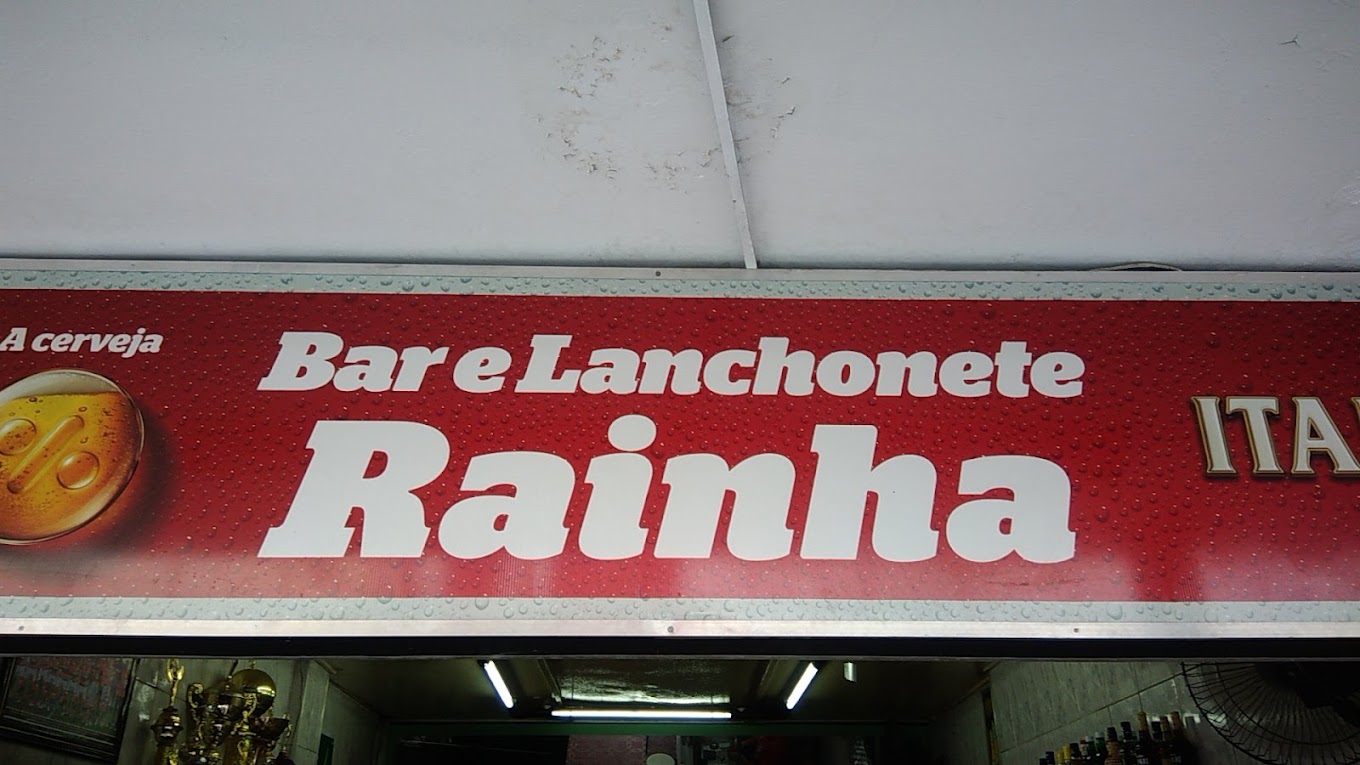 A cerveja
%
Bar e Lanchonete
Rainha